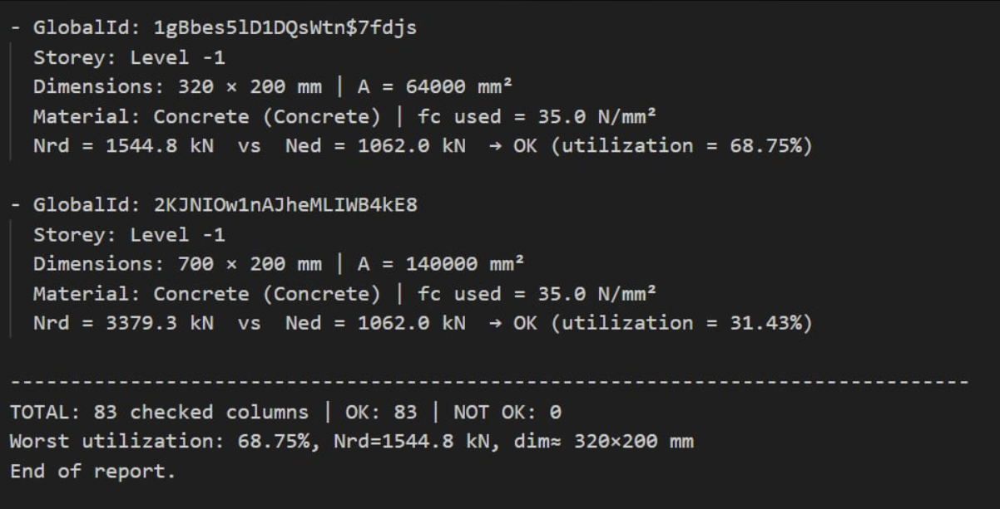 - GlobalId: 1gBbes5lD1DQsWtn$7fdjs
Storey: Level -1
Dimensions: 320 × 200 mm | A = 64000 mm²
Material: Concrete (Concrete) | fc used = 35.0 N/mm²
Nrd = 1544.8 kN vs Ned = 1062.0 kN → OK (utilization = 68.75%)
- GlobalId: 2KJNIOw1nAJheMLIWB4kE8
Storey: Level -1
Dimensions: 700 × 200 mm | A = 140000 mm²
Material: Concrete (Concrete) | fc used = 35.0 N/mm²
Nrd = 3379.3 kN vs Ned = 1062.0 kN → OK (utilization = 31.43%)
--------------------------------------------------------------------------------
TOTAL: 83 checked columns | OK: 83 | NOT OK: 0
Worst utilization: 68.75%, Nrd=1544.8 kN, dim≈ 320×200 mm
End of report.